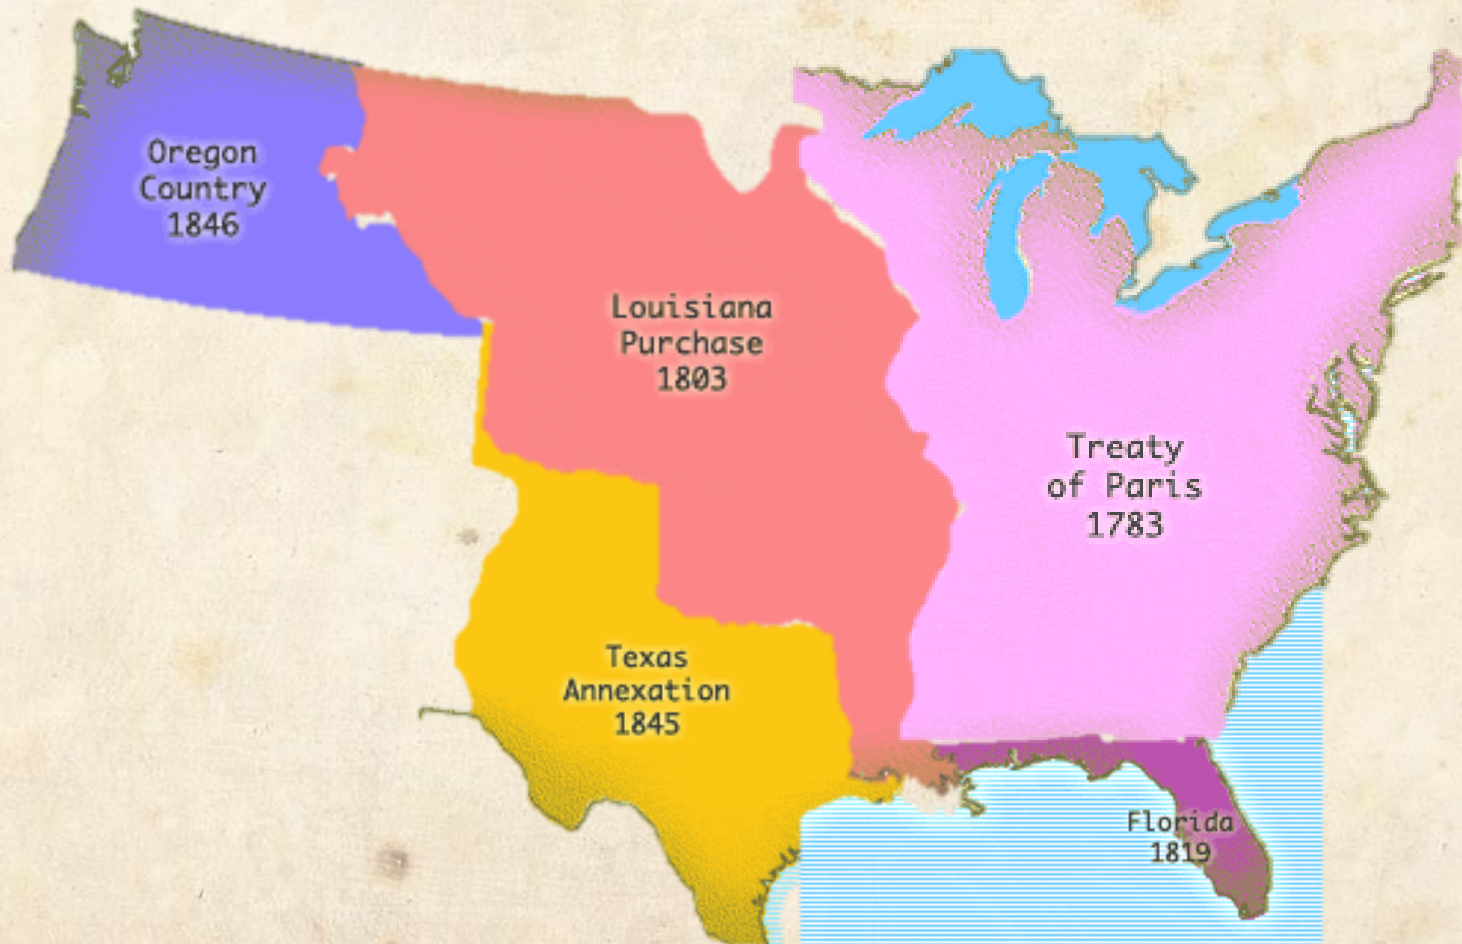 Oregon
Country
1846
Louisiana
Purchase
1803
Treaty
of Paris
1783
Texas
Annexation
1845
Florida
1819